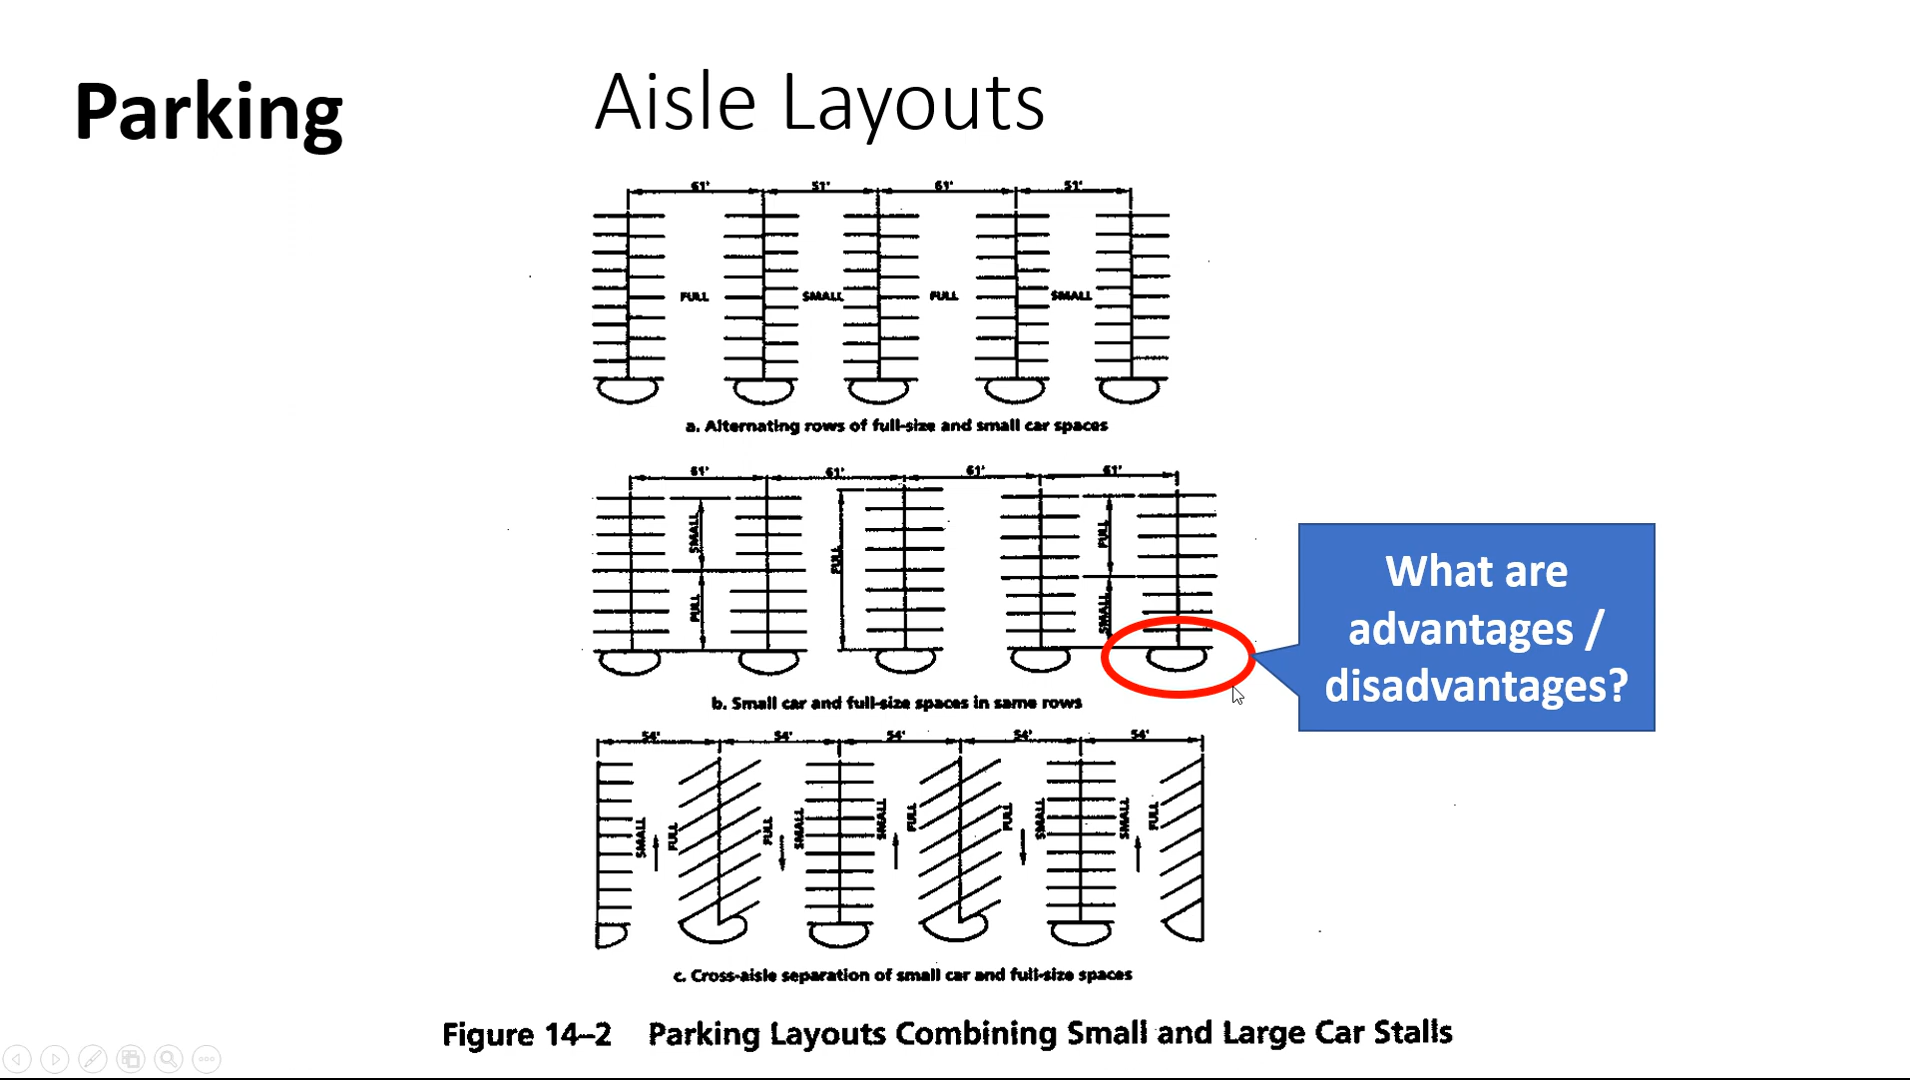 Parking
Aisle Layouts
61' 51' 61' 51'
FULL SMALL FULL SMALL
a. Alternating rows of full-size and small car spaces
61' 61' 61' 61'
SMALL FULL FULL FULL SMALL
What are
advantages /
disadvantages?
b. Small car and full-size spaces in same rows
54' 54' 54' 54' 54'
SMALL FULL FULL SMALL SMALL FULL FULL SMALL SMALL FULL
c. Cross-aisle separation of small car and full-size spaces
Figure 14–2 Parking Layouts Combining Small and Large Car Stalls